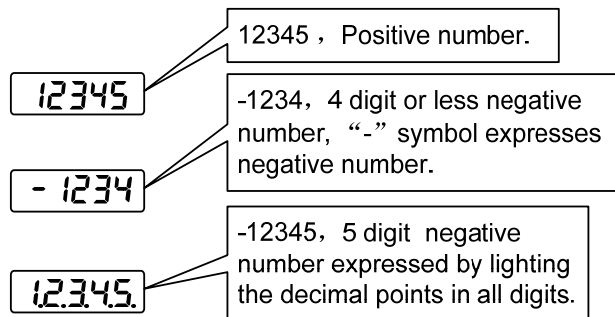 12345，Positive number.
12345
-1234，4 digit or less negative
number, “-” symbol expresses
negative number.
- 1234
-12345，5 digit negative
number expressed by lighting
the decimal points in all digits.
1.2.3.4.5.